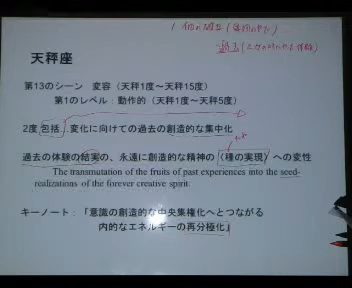 天秤座
第13のシーン 変容（天秤1度～天秤15度）
第1のレベル：動作的（天秤1度～天秤5度）
2度 包括：変化に向けての過去の創造的な集中化
過去の体験の結実の、永遠に創造的な精神の〈種の実現〉への変性
The transmutation of the fruits of past experiences into the seed-
realizations of the forever creative spirit.
キーノート：「意識の創造的な中央集権化へとつながる
内的なエネルギーの再分極化」